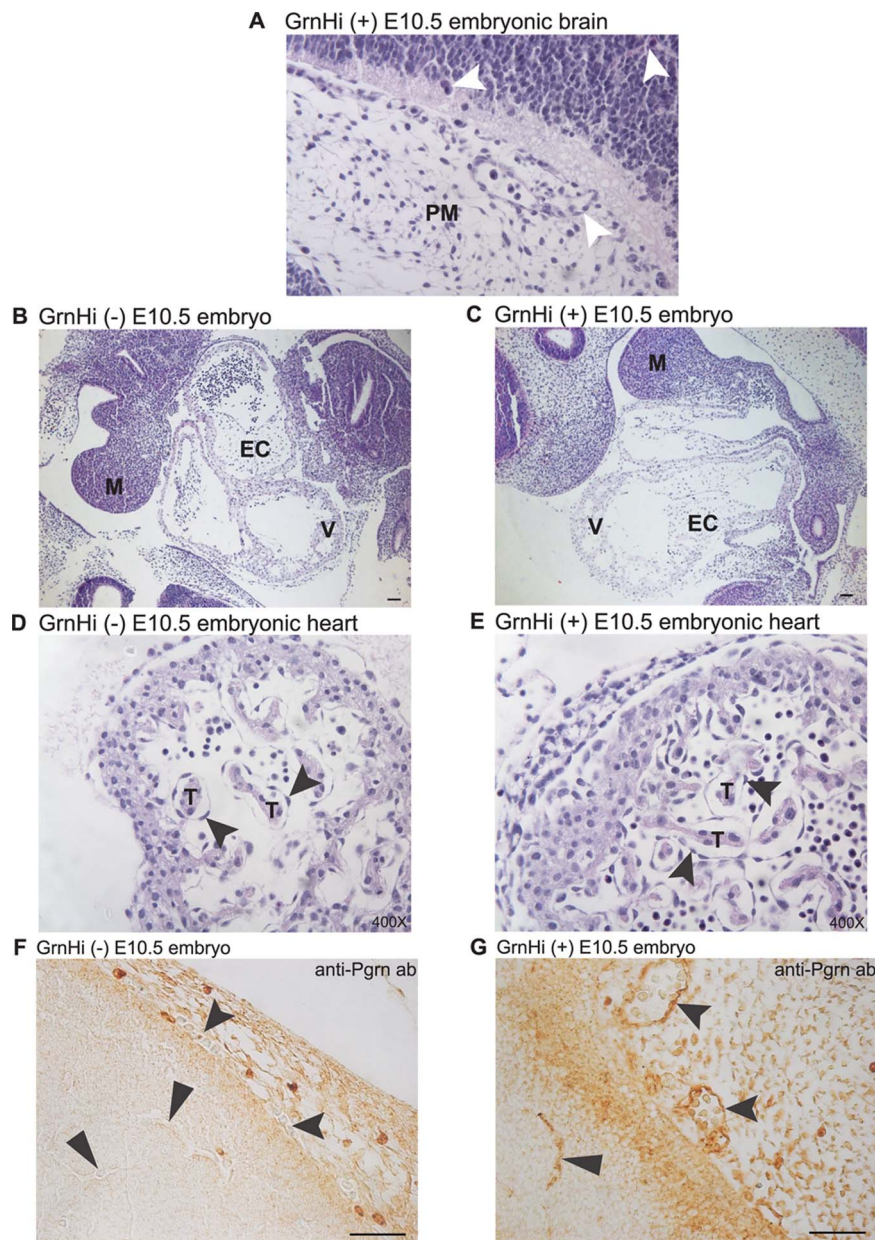 A GrnHi (+) E10.5 embryonic brain
PM
B GrnHi (-) E10.5 embryo
M
EC
V
C GrnHi (+) E10.5 embryo
M
V
EC
D GrnHi (-) E10.5 embryonic heart
T
T
400X
E GrnHi (+) E10.5 embryonic heart
T
T
400X
F GrnHi (-) E10.5 embryo
anti-Pgrn ab
G GrnHi (+) E10.5 embryo
anti-Pgrn ab